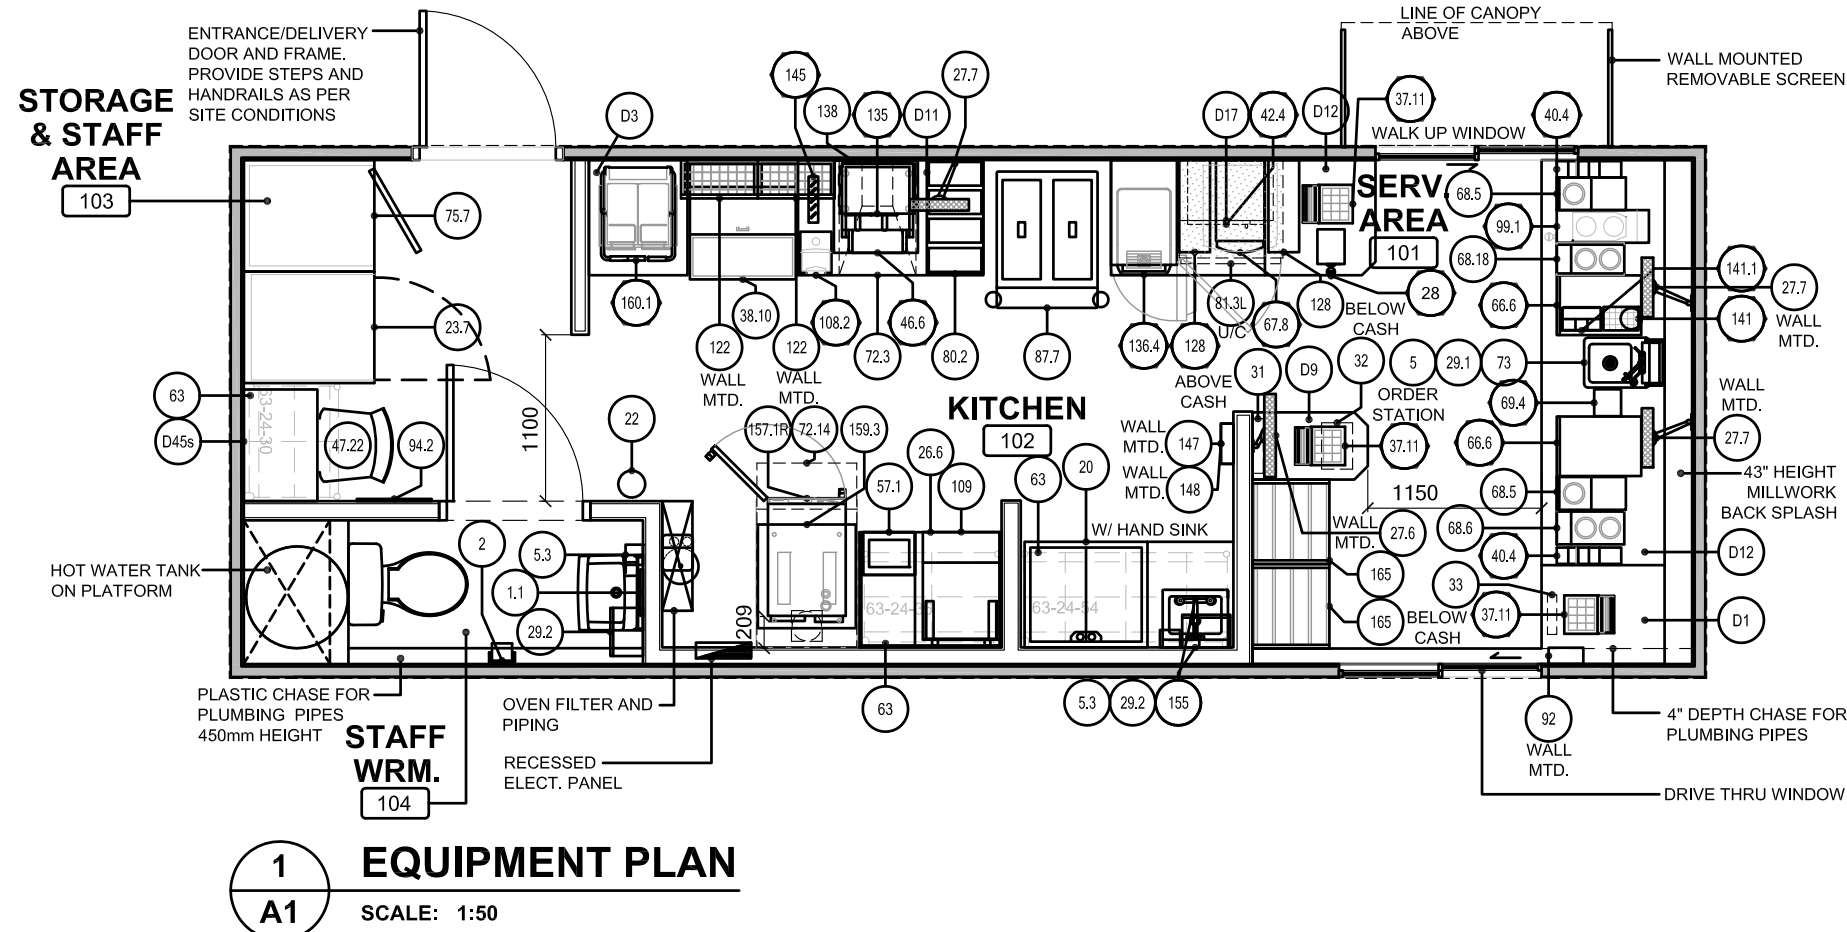 LINE OF CANOPY
ABOVE
ENTRANCE/DELIVERY
DOOR AND FRAME.
PROVIDE STEPS AND
HANDRAILS AS PER
SITE CONDITIONS
WALL MOUNTED
REMOVABLE SCREEN
STORAGE
& STAFF
AREA
103
145
27.7
37.11
D3
138
135
D11
D17
42.4
D12
WALK UP WINDOW
40.4
75.7
SERV.
AREA
101
68.5
99.1
68.18
141.1
27.7
WALL
MTD.
141
66.6
160.1
38.10
108.2
46.6
81.3L
U/C
67.8
128
28
BELOW
CASH
23.7
122
WALL
MTD.
122
WALL
MTD.
72.3
80.2
87.7
136.4
128
ABOVE
CASH
31
D9
32
5
29.1
73
ORDER
STATION
69.4
WALL
MTD.
27.7
63
D45s
63-24-30
47.22
94.2
1100
22
KITCHEN
102
157.1R
72.14
159.3
WALL
MTD.
147
WALL
MTD.
148
37.11
66.6
26.6
57.1
109
63
20
W/ HAND SINK
1150
68.5
43" HEIGHT
MILLWORK
BACK SPLASH
WALL
MTD.
27.6
68.6
40.4
D12
2
5.3
1.1
29.2
HOT WATER TANK
ON PLATFORM
165
33
37.11
63-24-54
209
165
BELOW
CASH
D1
PLASTIC CHASE FOR
PLUMBING PIPES
450mm HEIGHT
OVEN FILTER AND
PIPING
63
5.3
29.2
155
92
WALL
MTD.
4" DEPTH CHASE FOR
PLUMBING PIPES
STAFF
WRM.
104
RECESSED
ELECT. PANEL
DRIVE THRU WINDOW
1
A1
EQUIPMENT PLAN
SCALE: 1:50